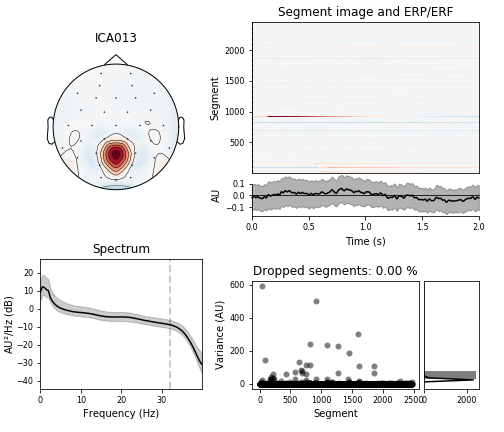 ICA013
Segment image and ERP/ERF
Segment
2000
1500
1000
500
AU
0.1
0.0
−0.1
0.0 0.5 1.0 1.5 2.0
Time (s)
Spectrum
AU²/Hz (dB)
20
10
0
−10
−20
−30
−40
0 10 20 30
Frequency (Hz)
Dropped segments: 0.00 %
Variance (AU)
600
400
200
0
0 500 1000 1500 2000 2500
Segment
0 2000